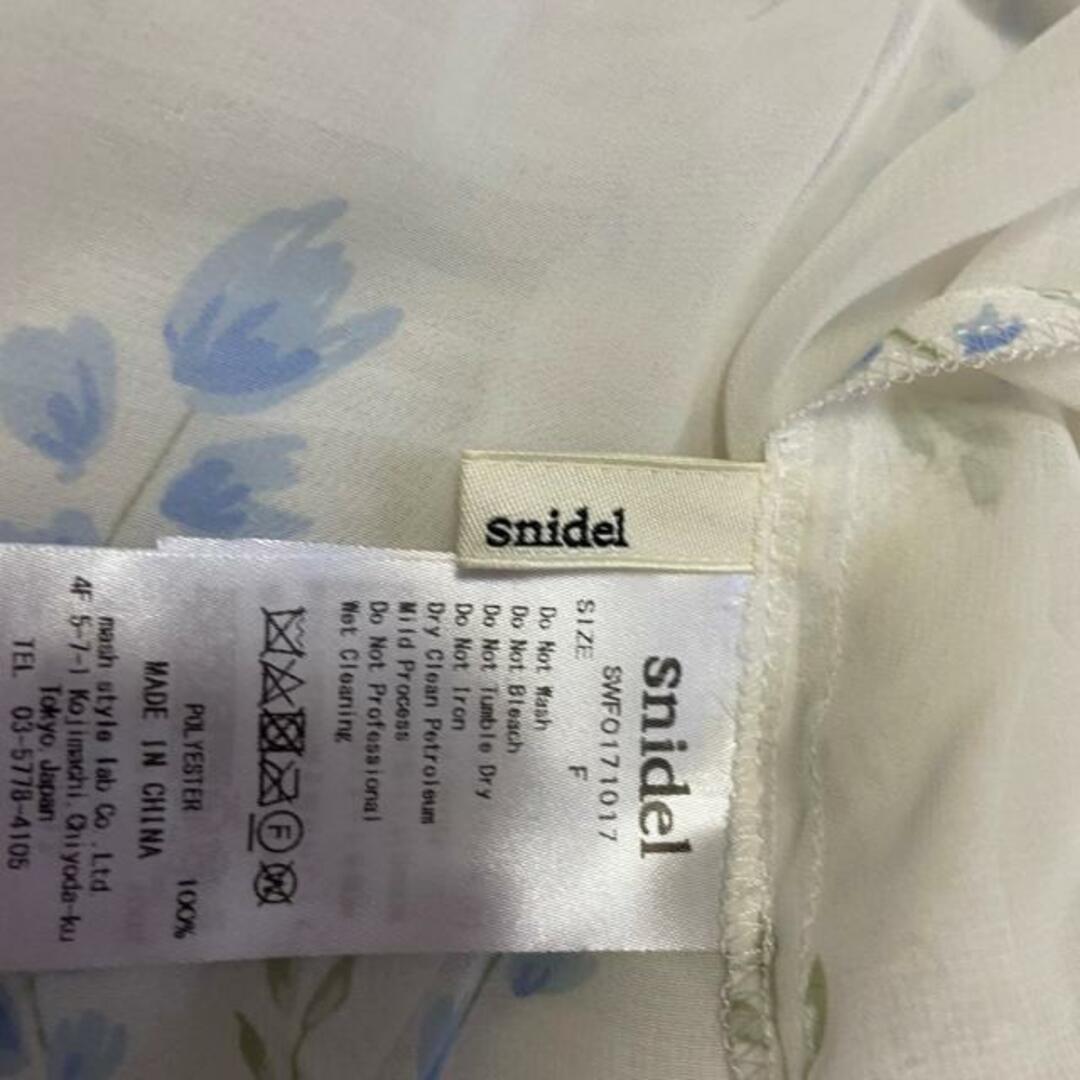 snidel
snidel
SWFO171017
SIZE F
Do Not Wash
Do Not Bleach
Do Not Tumble Dry
Do Not Iron
Dry Clean Petroleum
Mild Process
Do Not Professional
Wet Cleaning
F
W
POLYESTER 100%
MADE IN CHINA
mash style lab Co.,Ltd.
4F 5-7-1 Kojimachi,Chiyoda-ku
Tokyo,Japan
TEL 03-5778-4105